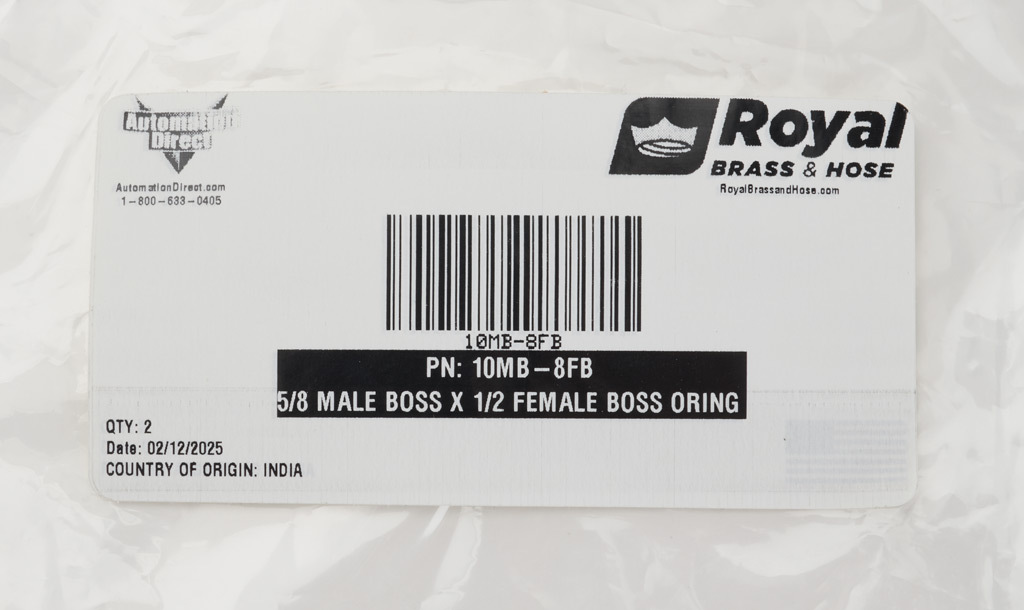 Automation
Direct
AutomationDirect.com
1-800-633-0405
Royal
BRASS & HOSE
RoyalBrassandHose.com
10MB-8FB
PN: 10MB-8FB
5/8 MALE BOSS X 1/2 FEMALE BOSS ORING
QTY: 2
Date: 02/12/2025
COUNTRY OF ORIGIN: INDIA